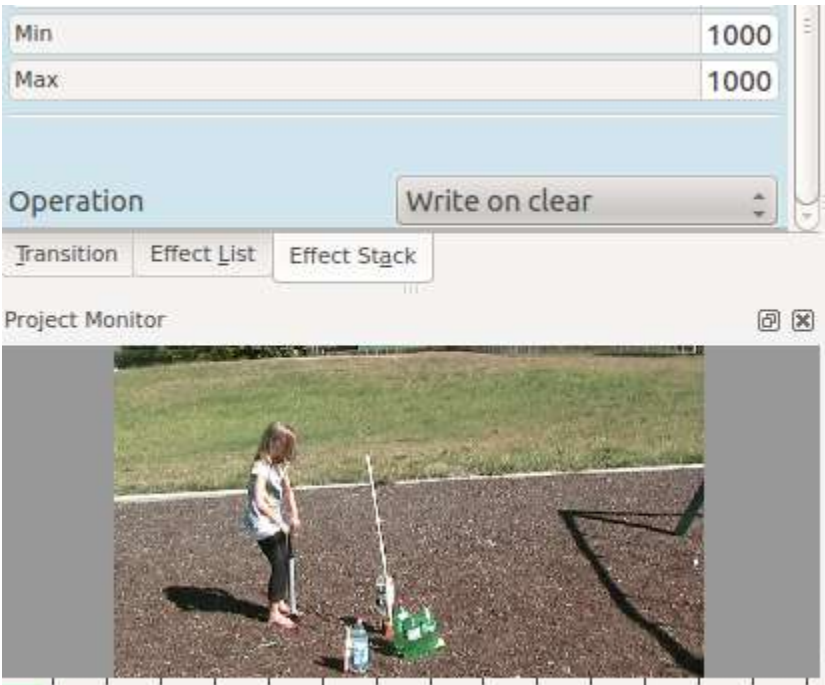 Min 1000
Max 1000
Operation Write on clear
Transition Effect List Effect Stack
Project Monitor